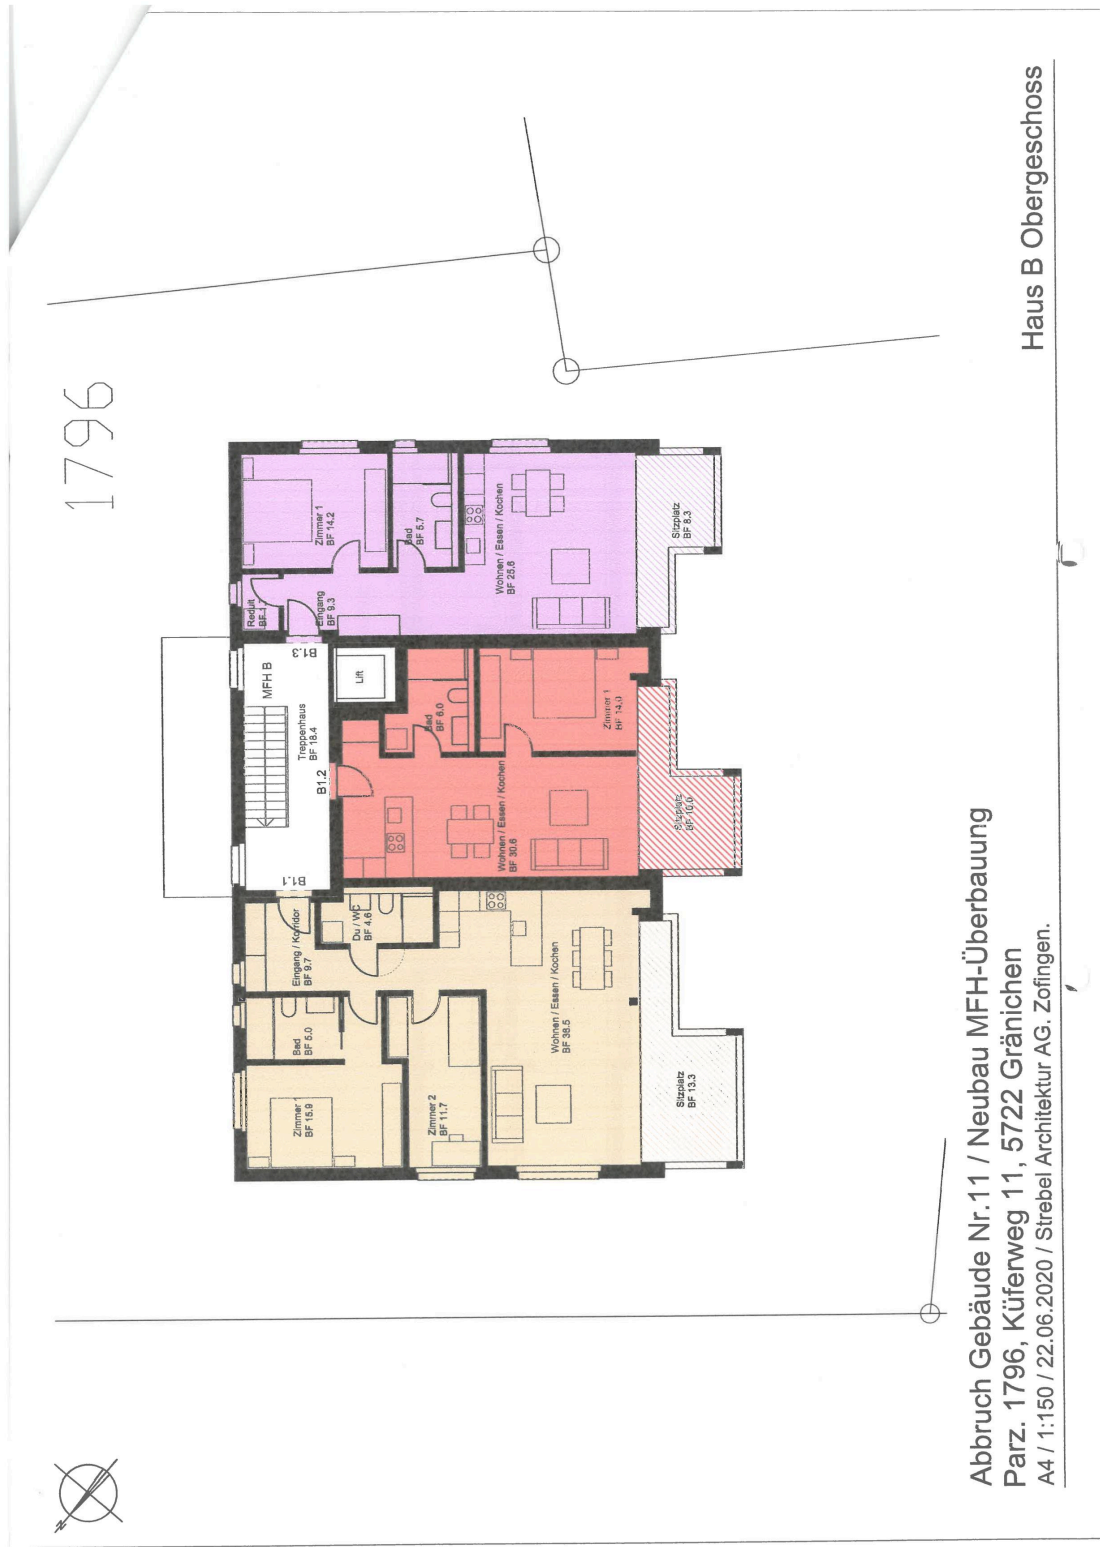 1796
Haus B Obergeschoss
Zimmer 1
BF 15.9
Bad
BF 5.0
Eingang / Korridor
BF 9.7
Du / WC
BF 4.6
Zimmer 2
BF 11.7
Wohnen / Essen / Kochen
BF 38.5
Sitzplatz
BF 13.3
B1.1
MFH B
Treppenhaus
BF 18.4
B1.2
B1.3
Lift
Bad
BF 6.0
Wohnen / Essen / Kochen
BF 30.6
Zimmer 1
BF 14.0
Sitzplatz
BF 10.0
Reduit
Eingang
BF 9.3
Zimmer 1
BF 14.2
Bad
BF 5.7
Wohnen / Essen / Kochen
BF 25.6
Sitzplatz
BF 8.3
N
Abbruch Gebäude Nr.11 / Neubau MFH-Überbauung
Parz. 1796, Küferweg 11, 5722 Gränichen
A4 / 1:150 / 22.06.2020 / Strebel Architektur AG, Zofingen.